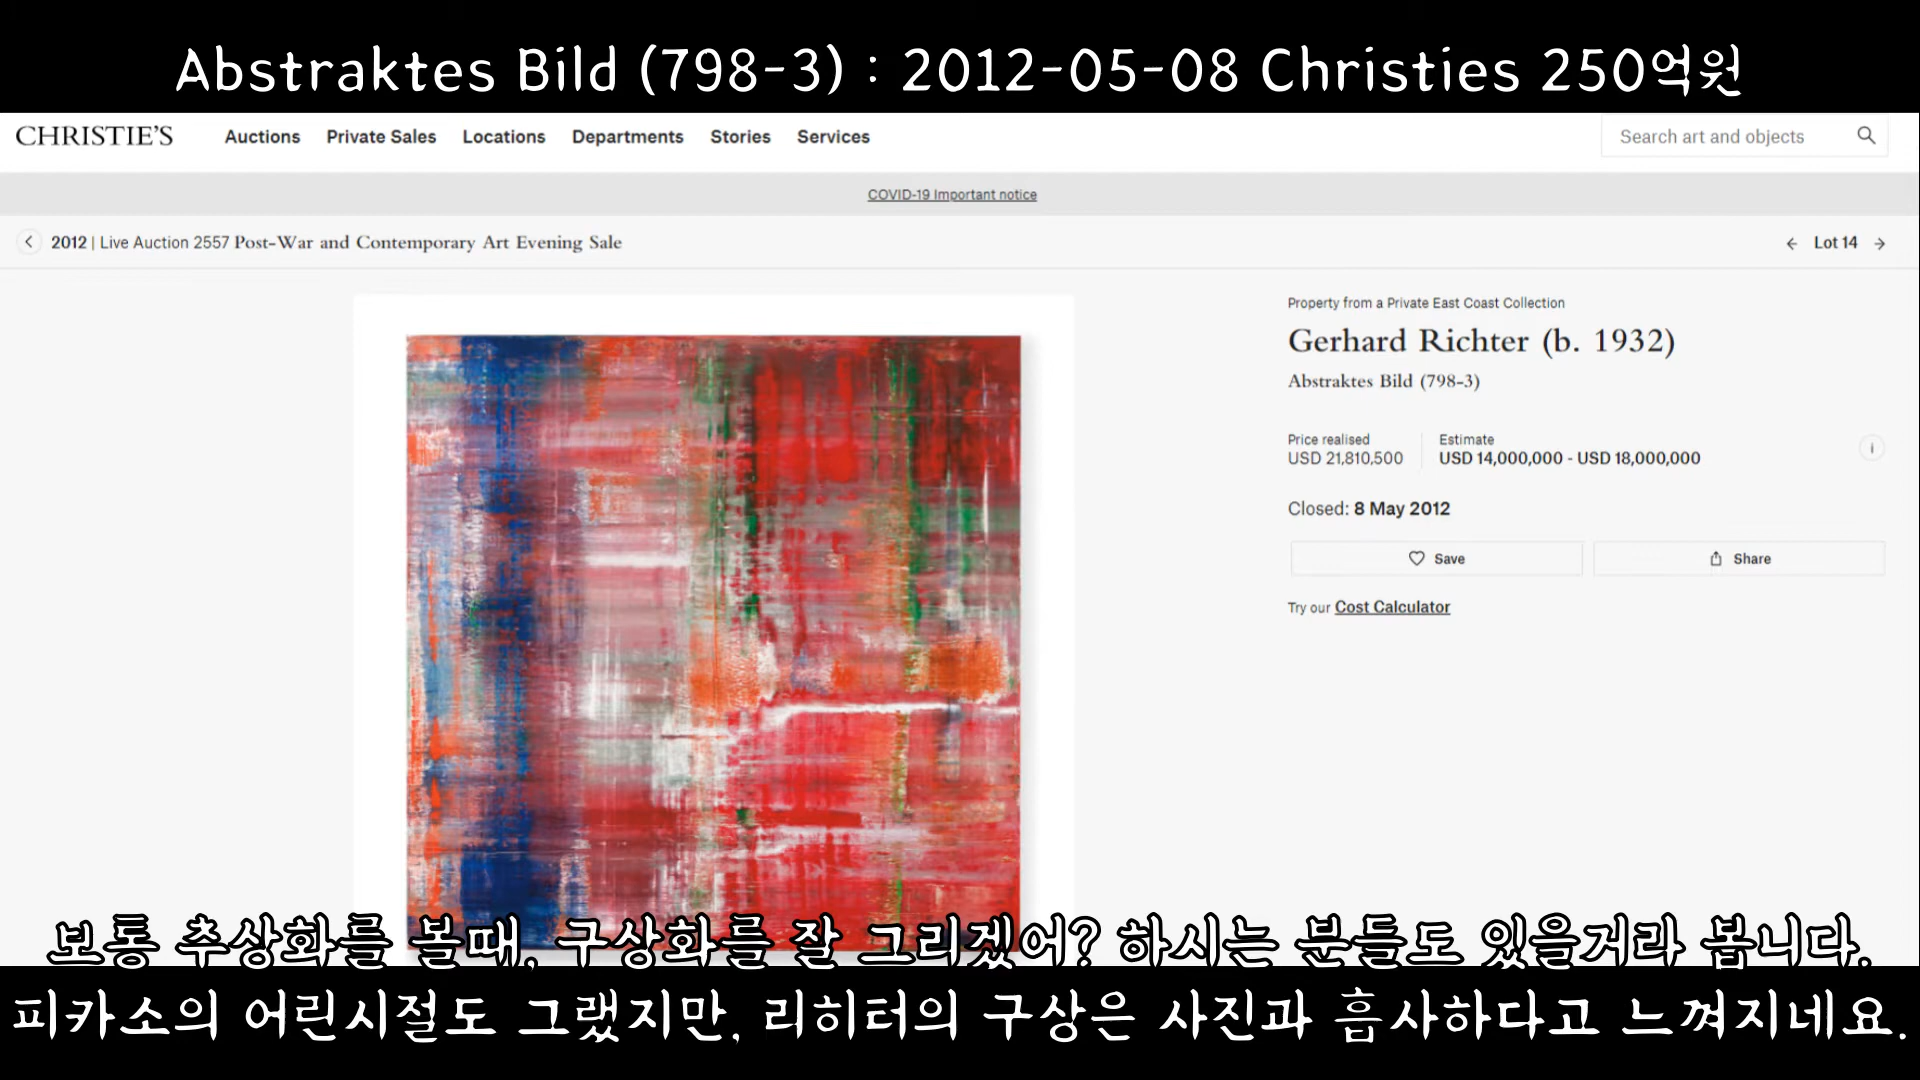 Abstraktes Bild (798-3) : 2012-05-08 Christies 250억원
CHRISTIE'S Auctions Private Sales Locations Departments Stories Services Search art and objects
COVID-19 Important notice
2012 | Live Auction 2557 Post-War and Contemporary Art Evening Sale Lot 14
Property from a Private East Coast Collection
Gerhard Richter (b. 1932)
Abstraktes Bild (798-3)
Price realised Estimate
USD 21,810,500 USD 14,000,000 - USD 18,000,000
Closed: 8 May 2012
Save Share
Try our Cost Calculator
보통 추상화를 볼때, 구상화를 잘 그리겠어? 하시는 분들도 있을거라 봅니다.
피카소의 어린시절도 그랬지만, 리히터의 구상은 사진과 흡사하다고 느껴지네요.